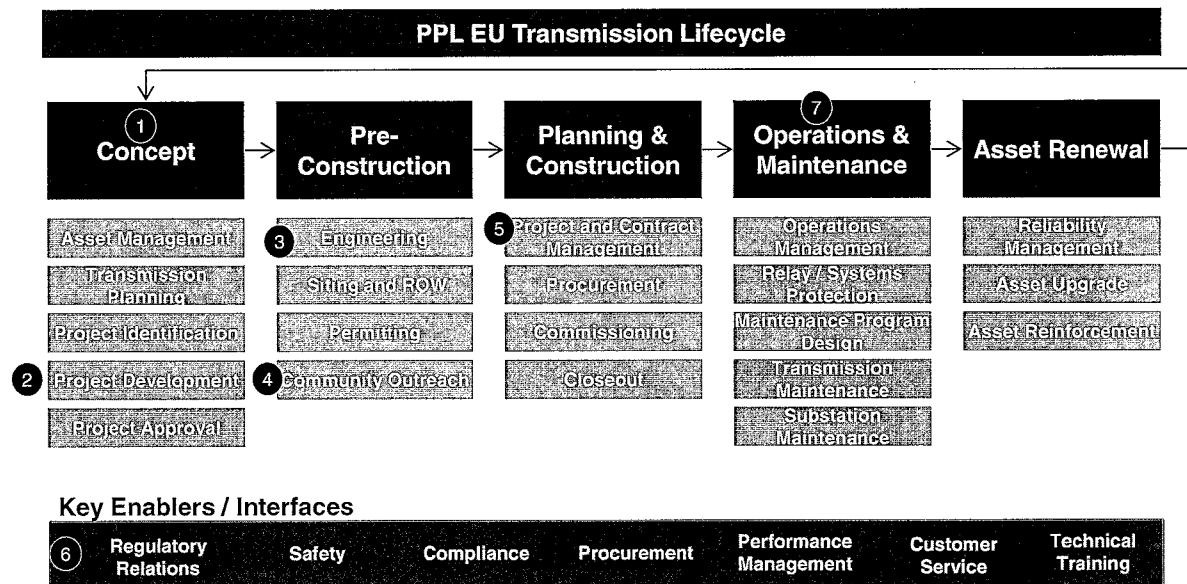 PPL EU Transmission Lifecycle
1
Concept
Pre-
Construction
Planning &
Construction
7
Operations &
Maintenance
Asset Renewal
Asset Management
Transmission
Planning
Project Identification
2 Project Development
Project Approval
3 Engineering
Siting and ROW
Permitting
4 Community Outreach
5 Project and Contract
Management
Procurement
Commissioning
Closeout
Operations
Management
Relay / Systems
Protection
Maintenance Program
Design
Transmission
Maintenance
Substation
Maintenance
Reliability
Management
Asset Upgrade
Asset Reinforcement
Key Enablers / Interfaces
6
Regulatory
Relations
Safety
Compliance
Procurement
Performance
Management
Customer
Service
Technical
Training